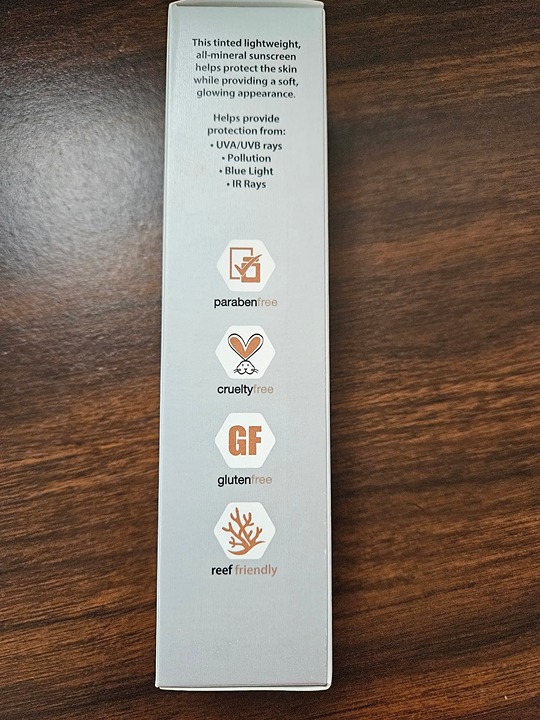 This tinted lightweight,
all-mineral sunscreen
helps protect the skin
while providing a soft,
glowing appearance.
Helps provide
protection from:
• UVA/UVB rays
• Pollution
• Blue Light
• IR Rays
parabenfree
crueltyfree
GF
glutenfree
reef friendly